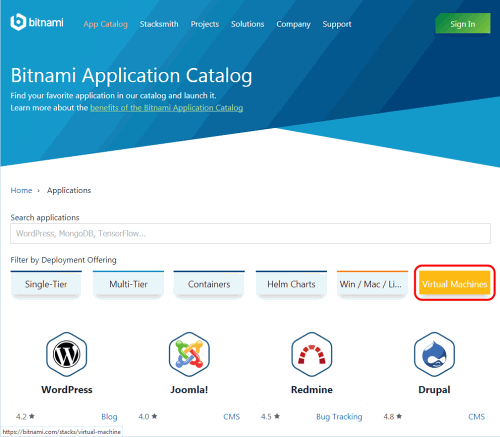 bitnami
App Catalog Stacksmith Projects Solutions Company Support Sign In
Bitnami Application Catalog
Find your favorite application in our catalog and launch it.
Learn more about the benefits of the Bitnami Application Catalog
Home › Applications
Search applications
WordPress, MongoDB, TensorFlow...
Filter by Deployment Offering
Single-Tier Multi-Tier Containers Helm Charts Win / Mac / Li... Virtual Machines
WordPress Joomla! Redmine Drupal
4.2 ★ Blog 4.0 ★ CMS 4.5 ★ Bug Tracking 4.8 ★ CMS
https://bitnami.com/stacks/virtual-machine